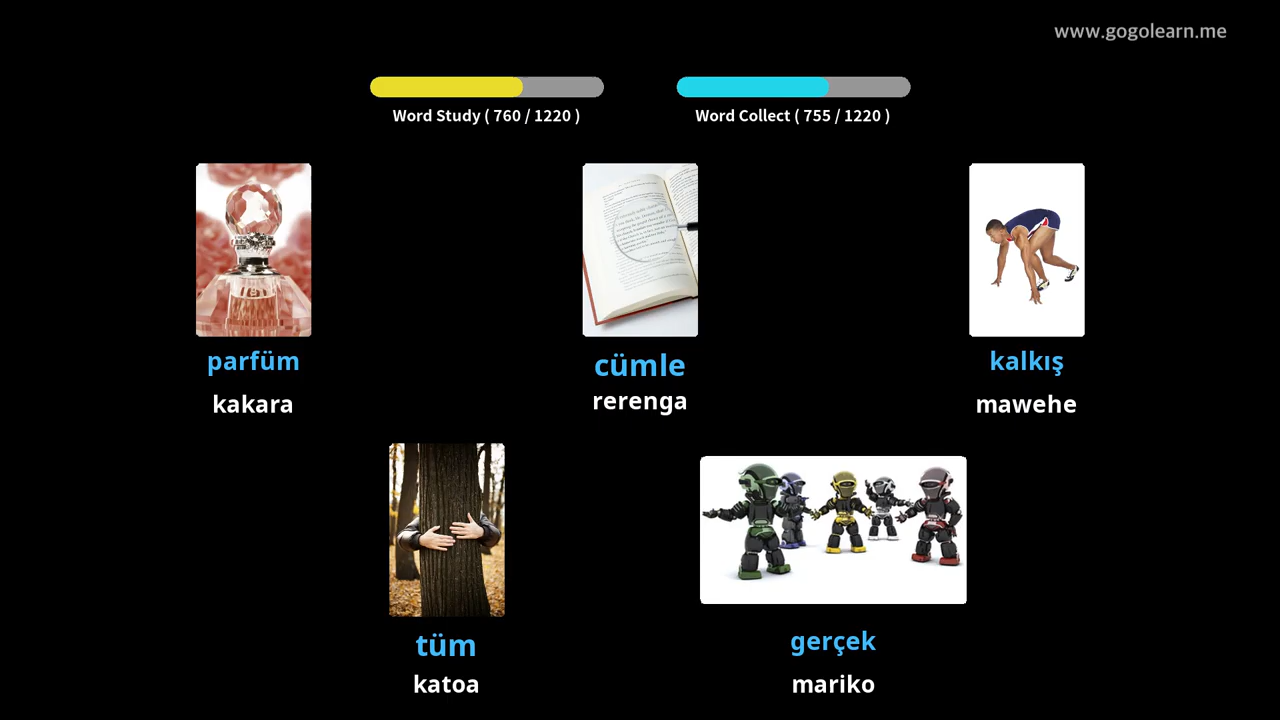 www.gogolearn.me
Word Study ( 760 / 1220 )
Word Collect ( 755 / 1220 )
parfüm
kakara
cümle
rerenga
kalkış
mawehe
tüm
katoa
gerçek
mariko